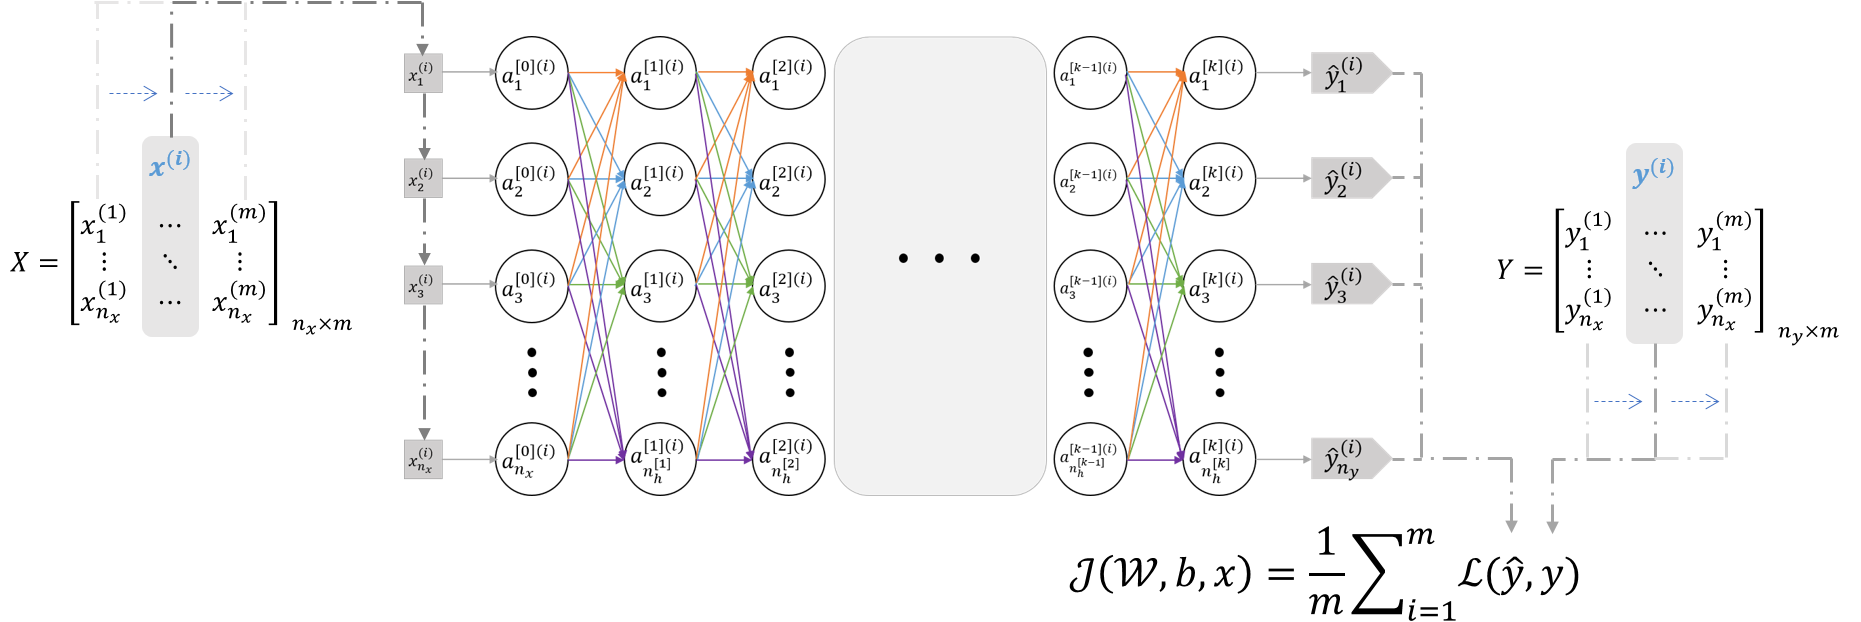 x_1^{(i)} a_1^{[0](i)} a_1^{[1](i)} a_1^{[2](i)} a_1^{[k-1](i)} a_1^{[k](i)} ŷ_1^{(i)}
x^{(i)}
x_2^{(i)} a_2^{[0](i)} a_2^{[1](i)} a_2^{[2](i)} a_2^{[k-1](i)} a_2^{[k](i)} ŷ_2^{(i)}
y^{(i)}
X = [ x_1^{(1)} ⋯ x_1^{(m)}
⋮ ⋱ ⋮
x_{n_x}^{(1)} ⋯ x_{n_x}^{(m)} ] n_x×m
• • •
x_3^{(i)} a_3^{[0](i)} a_3^{[1](i)} a_3^{[2](i)} a_3^{[k-1](i)} a_3^{[k](i)} ŷ_3^{(i)}
Y = [ y_1^{(1)} ⋯ y_1^{(m)}
⋮ ⋱ ⋮
y_{n_x}^{(1)} ⋯ y_{n_x}^{(m)} ] n_y×m
x_{n_x}^{(i)} a_{n_x}^{[0](i)} a_{n_h^{[1]}}^{[1](i)} a_{n_h^{[2]}}^{[2](i)} a_{n_h^{[k-1]}}^{[k-1](i)} a_{n_h^{[k]}}^{[k](i)} ŷ_{n_y}^{(i)}
𝒥(𝒲, b, x) = 1/m ∑_{i=1}^{m} ℒ(ŷ, y)